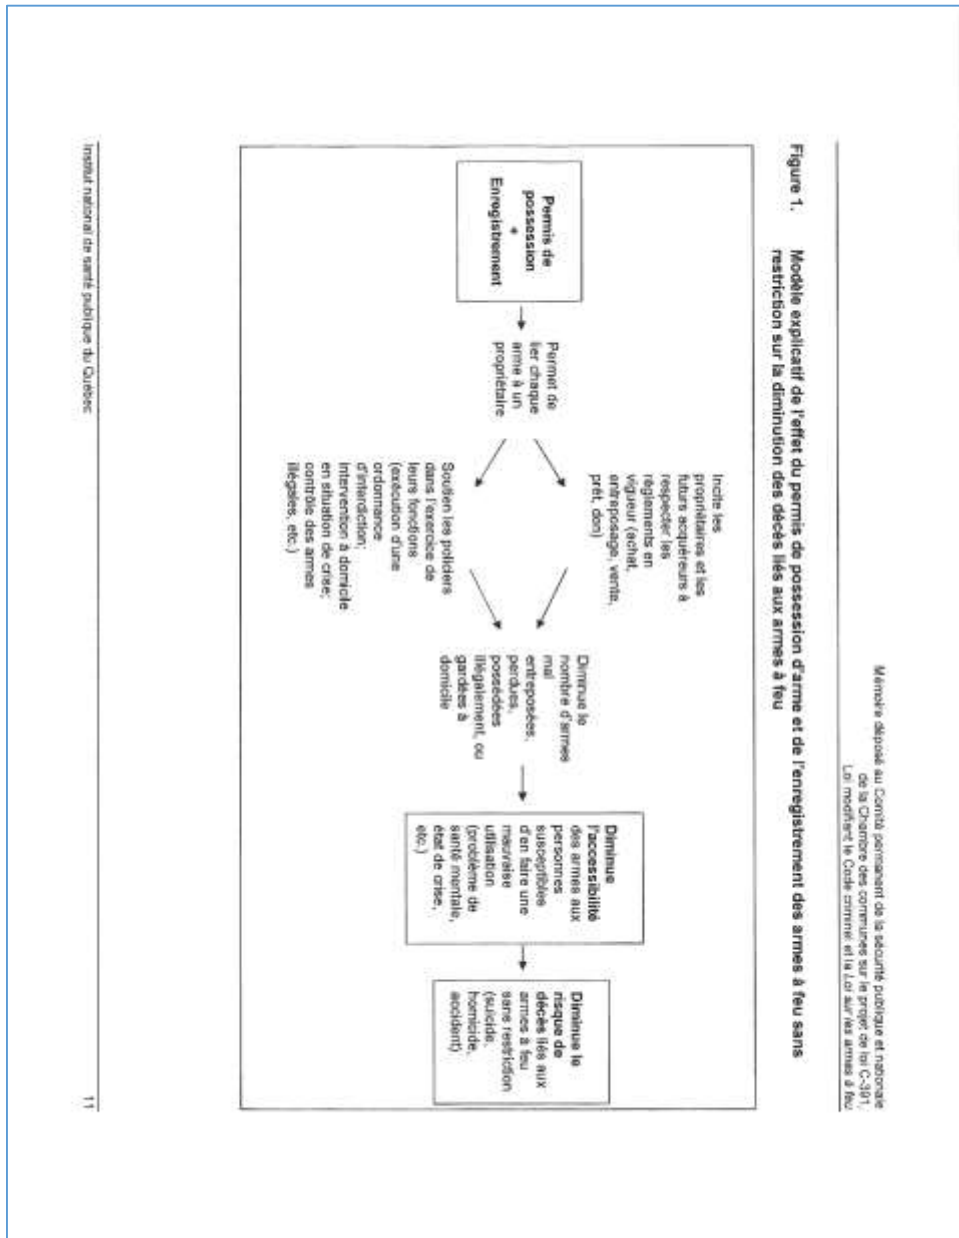 Mémoire déposé au Comité permanent de la sécurité publique et nationale
de la Chambre des communes sur le projet de loi C-391,
Loi modifiant le Code criminel et la Loi sur les armes à feu
Figure 1. Modèle explicatif de l'effet du permis de possession d'arme et de l'enregistrement des armes à feu sans
restriction sur la diminution des décès liés aux armes à feu
Permis de
possession
+
Enregistrement
Permet de
lier chaque
arme à un
propriétaire
Incite les
propriétaires et les
futurs acquéreurs à
respecter les
règlements en
vigueur (achat,
entreposage, vente,
prêt, don)
Soutien les policiers
dans l'exercice de
leurs fonctions
(exécution d'une
ordonnance
d'interdiction;
intervention à domicile
en situation de crise;
contrôle des armes
illégales, etc.)
Diminue le
nombre d'armes
mal
entreposées,
perdues,
possédées
illégalement, ou
gardées à
domicile
Diminue
l'accessibilité
des armes aux
personnes
susceptibles
d'en faire une
mauvaise
utilisation
(problème de
santé mentale,
état de crise,
etc.)
Diminue le
risque de
décès liés aux
armes à feu
sans restriction
(suicide,
homicide,
accident)
Institut national de santé publique du Québec 11